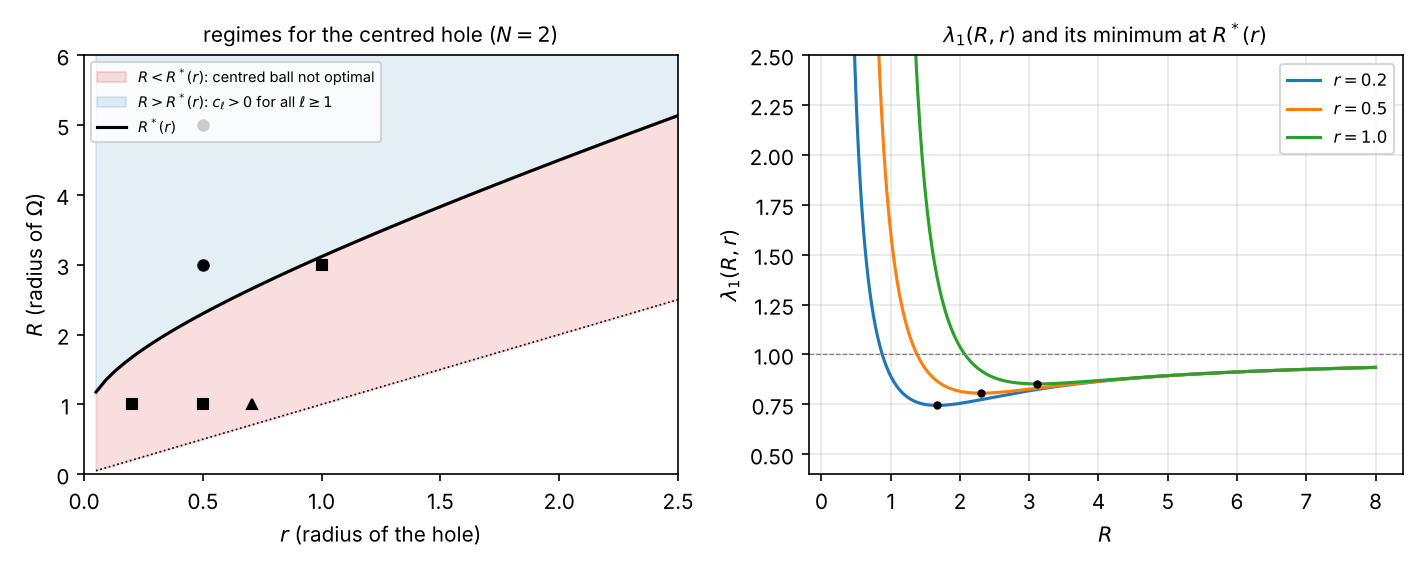 regimes for the centred hole (N = 2)
R < R*(r): centred ball not optimal
R > R*(r): cℓ > 0 for all ℓ ≥ 1
R*(r)
6
5
4
3
2
1
0
R (radius of Ω)
0.0 0.5 1.0 1.5 2.0 2.5
r (radius of the hole)
λ₁(R, r) and its minimum at R*(r)
r = 0.2
r = 0.5
r = 1.0
2.50
2.25
2.00
1.75
1.50
1.25
1.00
0.75
0.50
λ₁(R, r)
0 1 2 3 4 5 6 7 8
R